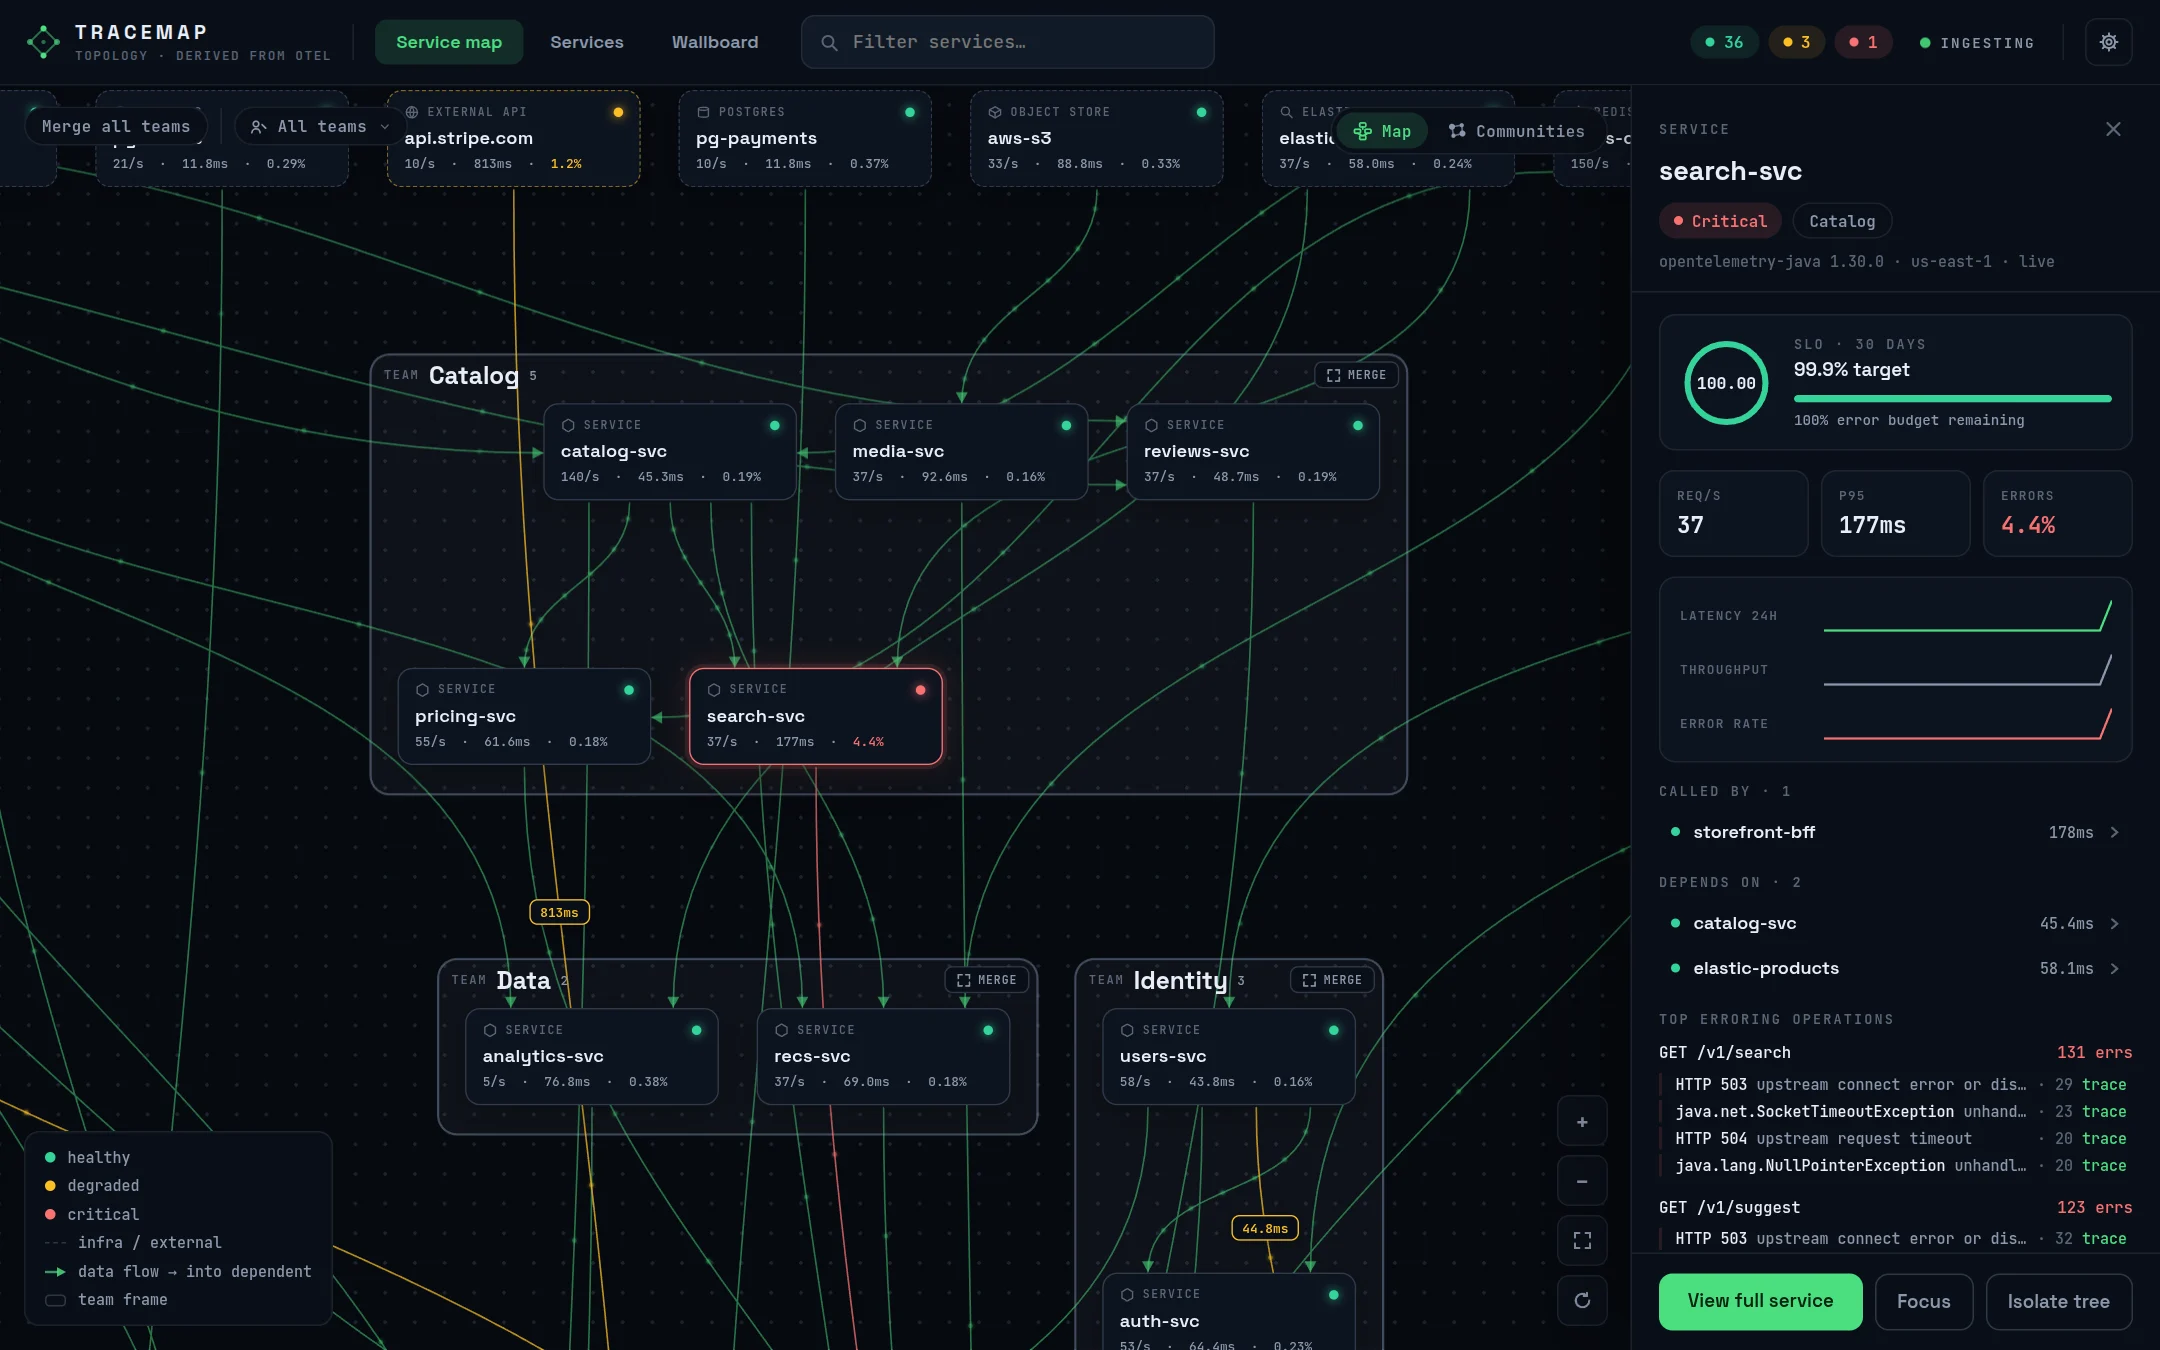 TRACEMAP
TOPOLOGY · DERIVED FROM OTEL
Service map
Services
Wallboard
Filter services…
36
3
1
INGESTING
Merge all teams
All teams
21/s · 11.8ms · 0.29%
EXTERNAL API
api.stripe.com
10/s · 813ms · 1.2%
POSTGRES
pg-payments
10/s · 11.8ms · 0.37%
OBJECT STORE
aws-s3
33/s · 88.8ms · 0.33%
37/s · 58.0ms · 0.24%
150/s ·
Map
Communities
TEAM Catalog 5
MERGE
SERVICE
catalog-svc
140/s · 45.3ms · 0.19%
SERVICE
media-svc
37/s · 92.6ms · 0.16%
SERVICE
reviews-svc
37/s · 48.7ms · 0.19%
SERVICE
pricing-svc
55/s · 61.6ms · 0.18%
SERVICE
search-svc
37/s · 177ms · 4.4%
813ms
TEAM Data 2
MERGE
SERVICE
analytics-svc
5/s · 76.8ms · 0.38%
SERVICE
recs-svc
37/s · 69.0ms · 0.18%
TEAM Identity 3
MERGE
SERVICE
users-svc
58/s · 43.8ms · 0.16%
44.8ms
SERVICE
auth-svc
53/s · 64.4ms · 0.23%
healthy
degraded
critical
infra / external
data flow → into dependent
team frame
+
−
SERVICE
search-svc
Critical
Catalog
opentelemetry-java 1.30.0 · us-east-1 · live
100.00
SLO · 30 DAYS
99.9% target
100% error budget remaining
REQ/S
37
P95
177ms
ERRORS
4.4%
LATENCY 24H
THROUGHPUT
ERROR RATE
CALLED BY · 1
storefront-bff 178ms
DEPENDS ON · 2
catalog-svc 45.4ms
elastic-products 58.1ms
TOP ERRORING OPERATIONS
GET /v1/search 131 errs
HTTP 503 upstream connect error or dis… · 29 trace
java.net.SocketTimeoutException unhand… · 23 trace
HTTP 504 upstream request timeout · 20 trace
java.lang.NullPointerException unhandl… · 20 trace
GET /v1/suggest 123 errs
HTTP 503 upstream connect error or dis… · 32 trace
View full service
Focus
Isolate tree